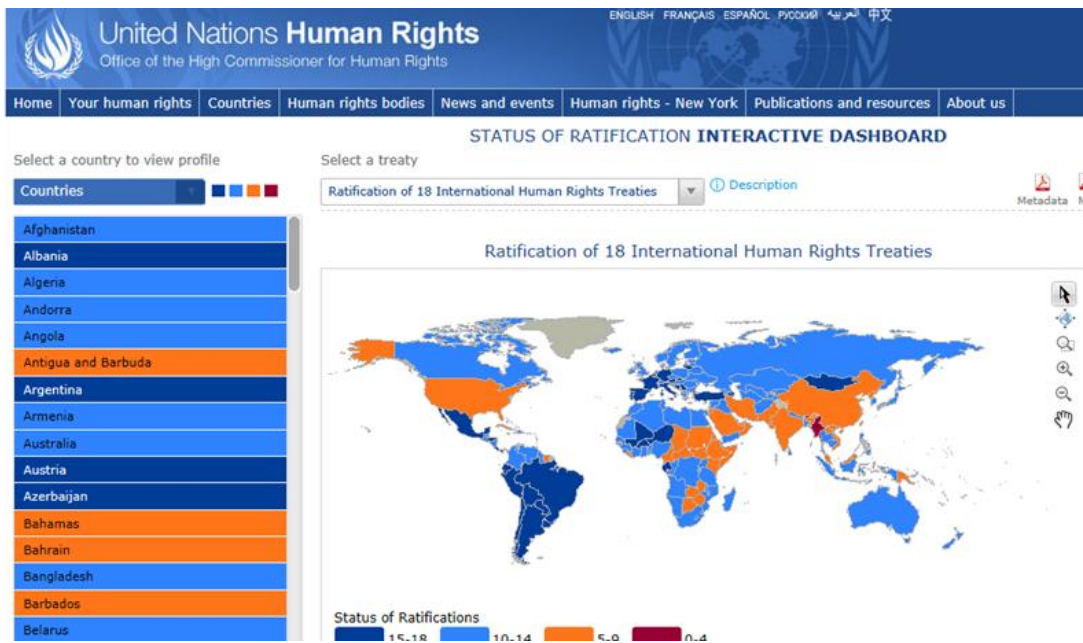 ENGLISH FRANÇAIS ESPAÑOL РУССКИЙ العربية 中文
United Nations Human Rights
Office of the High Commissioner for Human Rights
Home Your human rights Countries Human rights bodies News and events Human rights - New York Publications and resources About us
STATUS OF RATIFICATION INTERACTIVE DASHBOARD
Select a country to view profile
Select a treaty
Countries
Ratification of 18 International Human Rights Treaties
Description
Metadata
Afghanistan
Albania
Algeria
Andorra
Angola
Antigua and Barbuda
Argentina
Armenia
Australia
Austria
Azerbaijan
Bahamas
Bahrain
Bangladesh
Barbados
Belarus
Ratification of 18 International Human Rights Treaties
Status of Ratifications
15-18 10-14 5-9 0-4